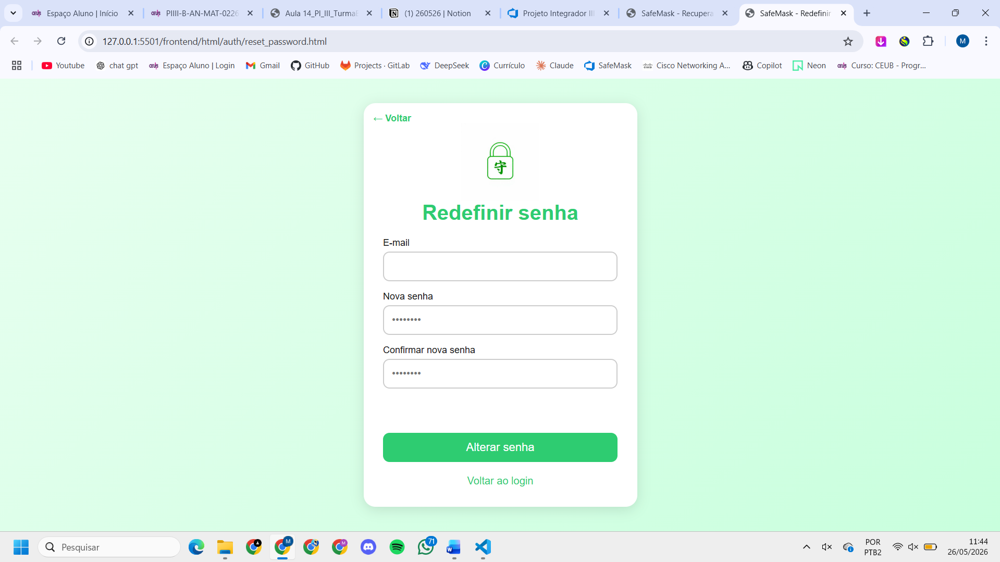 Espaço Aluno | Início
PIIII-B-AN-MAT-0226
Aula 14_PI_III_Turma
(1) 260526 | Notion
Projeto Integrador III
SafeMask - Recupera
SafeMask - Redefinir
127.0.0.1:5501/frontend/html/auth/reset_password.html
M
Youtube
chat gpt
Espaço Aluno | Login
Gmail
GitHub
Projects · GitLab
DeepSeek
Currículo
Claude
SafeMask
Cisco Networking A...
Copilot
Neon
Curso: CEUB - Progr...
← Voltar
守
Redefinir senha
E-mail
Nova senha
••••••••
Confirmar nova senha
••••••••
Alterar senha
Voltar ao login
Pesquisar
M
M
71
POR
PTB2
11:44
26/05/2026